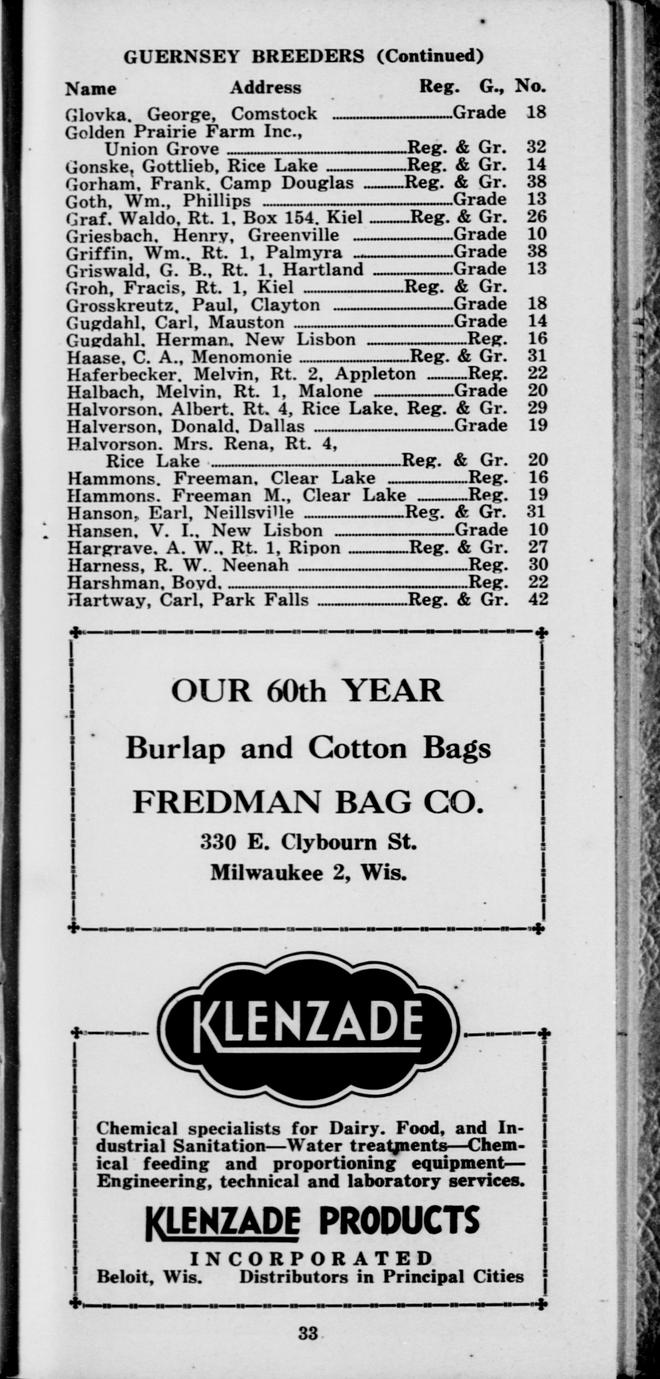 GUERNSEY BREEDERS (Continued)
Name Address Reg. G., No.
Glovka. George, Comstock ........................Grade 18
Golden Prairie Farm Inc.,
Union Grove ........................Reg. & Gr. 32
Gonske, Gottlieb, Rice Lake ................Reg. & Gr. 14
Gorham, Frank. Camp Douglas ........Reg. & Gr. 38
Goth, Wm., Phillips ........................Grade 13
Graf. Waldo, Rt. 1, Box 154. Kiel ........Reg. & Gr. 26
Griesbach. Henry, Greenville ....................Grade 10
Griffin, Wm., Rt. 1, Palmyra ....................Grade 38
Griswald, G. B., Rt. 1, Hartland ................Grade 13
Groh, Fracis, Rt. 1, Kiel ....................Reg. & Gr.
Grosskreutz. Paul, Clayton ........................Grade 18
Gugdahl, Carl, Mauston ........................Grade 14
Gugdahl. Herman, New Lisbon ....................Reg. 16
Haase, C. A., Menomonie ....................Reg. & Gr. 31
Haferbecker. Melvin, Rt. 2, Appleton ........Reg. 22
Halbach, Melvin, Rt. 1, Malone ................Grade 20
Halvorson. Albert. Rt. 4, Rice Lake. Reg. & Gr. 29
Halverson, Donald, Dallas ........................Grade 19
Halvorson. Mrs. Rena, Rt. 4,
Rice Lake ........................Reg. & Gr. 20
Hammons. Freeman, Clear Lake ................Reg. 16
Hammons. Freeman M., Clear Lake ..........Reg. 19
Hanson, Earl, Neillsville ....................Reg. & Gr. 31
Hansen, V. I., New Lisbon ........................Grade 10
Hargrave. A. W., Rt. 1, Ripon ............Reg. & Gr. 27
Harness, R. W.. Neenah ........................Reg. 30
Harshman, Boyd. ........................Reg. 22
Hartway, Carl, Park Falls ................Reg. & Gr. 42
OUR 60th YEAR
Burlap and Cotton Bags
FREDMAN BAG CO.
330 E. Clybourn St.
Milwaukee 2, Wis.
KLENZADE
Chemical specialists for Dairy. Food, and In-
dustrial Sanitation—Water treatments—Chem-
ical feeding and proportioning equipment—
Engineering, technical and laboratory services.
KLENZADE PRODUCTS
INCORPORATED
Beloit, Wis. Distributors in Principal Cities
33